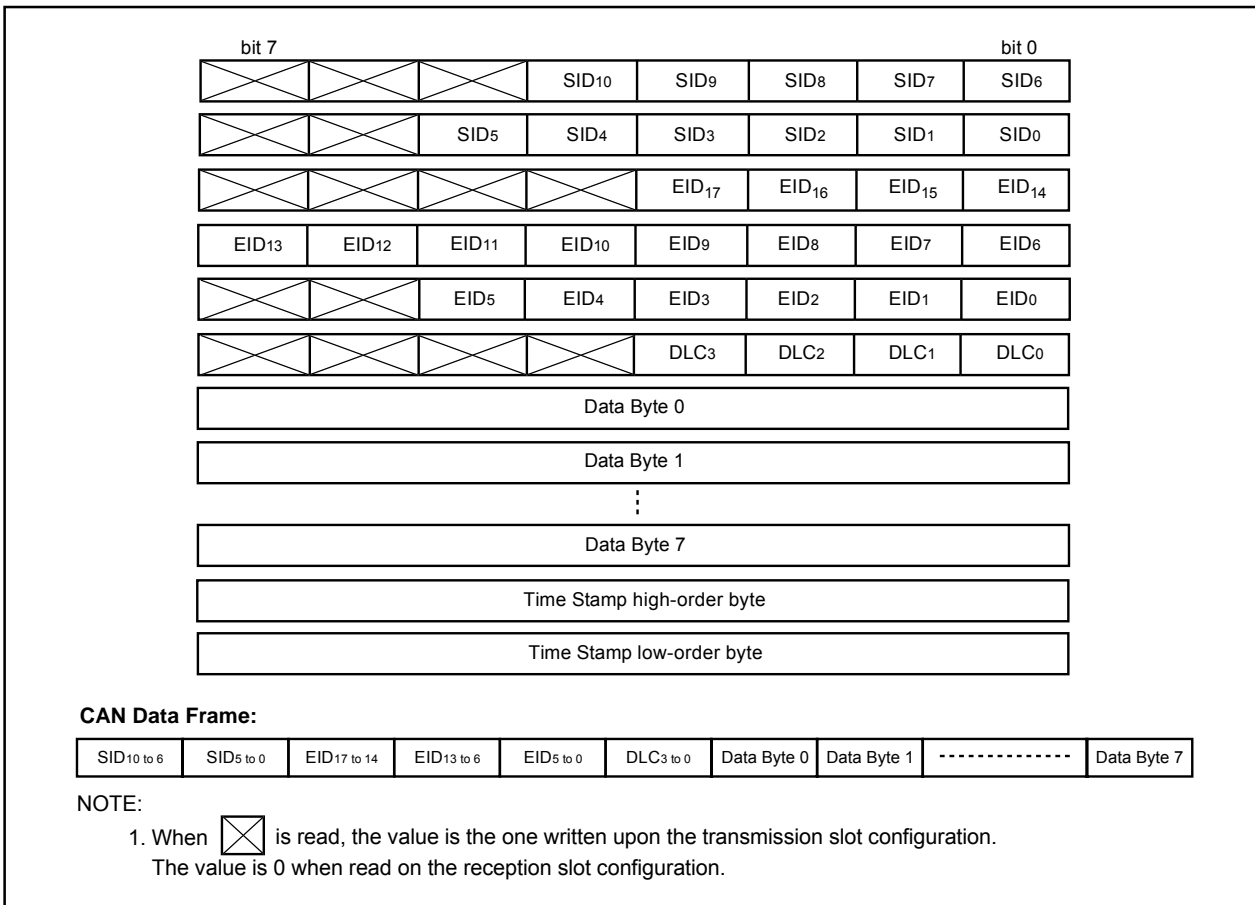 bit 7 bit 0
SID10 SID9 SID8 SID7 SID6
SID5 SID4 SID3 SID2 SID1 SID0
EID17 EID16 EID15 EID14
EID13 EID12 EID11 EID10 EID9 EID8 EID7 EID6
EID5 EID4 EID3 EID2 EID1 EID0
DLC3 DLC2 DLC1 DLC0
Data Byte 0
Data Byte 1
Data Byte 7
Time Stamp high-order byte
Time Stamp low-order byte
CAN Data Frame:
SID10 to 6 SID5 to 0 EID17 to 14 EID13 to 6 EID5 to 0 DLC3 to 0 Data Byte 0 Data Byte 1 Data Byte 7
NOTE:
1. When is read, the value is the one written upon the transmission slot configuration.
The value is 0 when read on the reception slot configuration.